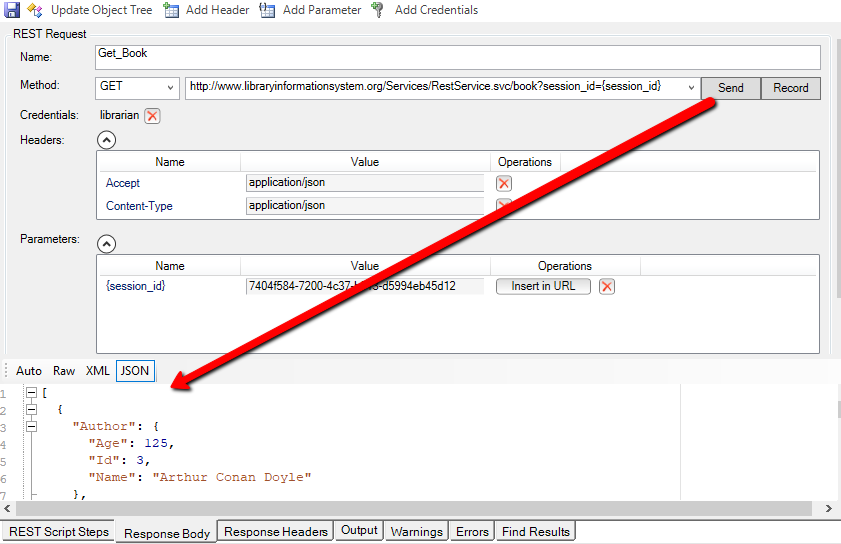 Update Object Tree Add Header Add Parameter Add Credentials
REST Request
Name: Get_Book
Method: GET http://www.libraryinformationsystem.org/Services/RestService.svc/book?session_id={session_id} Send Record
Credentials: librarian
Headers:
Name Value Operations
Accept application/json
Content-Type application/json
Parameters:
Name Value Operations
{session_id} 7404f584-7200-4c37- -d5994eb45d12 Insert in URL
Auto Raw XML JSON
1 [
2 {
3 "Author": {
4 "Age": 125,
5 "Id": 3,
6 "Name": "Arthur Conan Doyle"
7 },
REST Script Steps Response Body Response Headers Output Warnings Errors Find Results